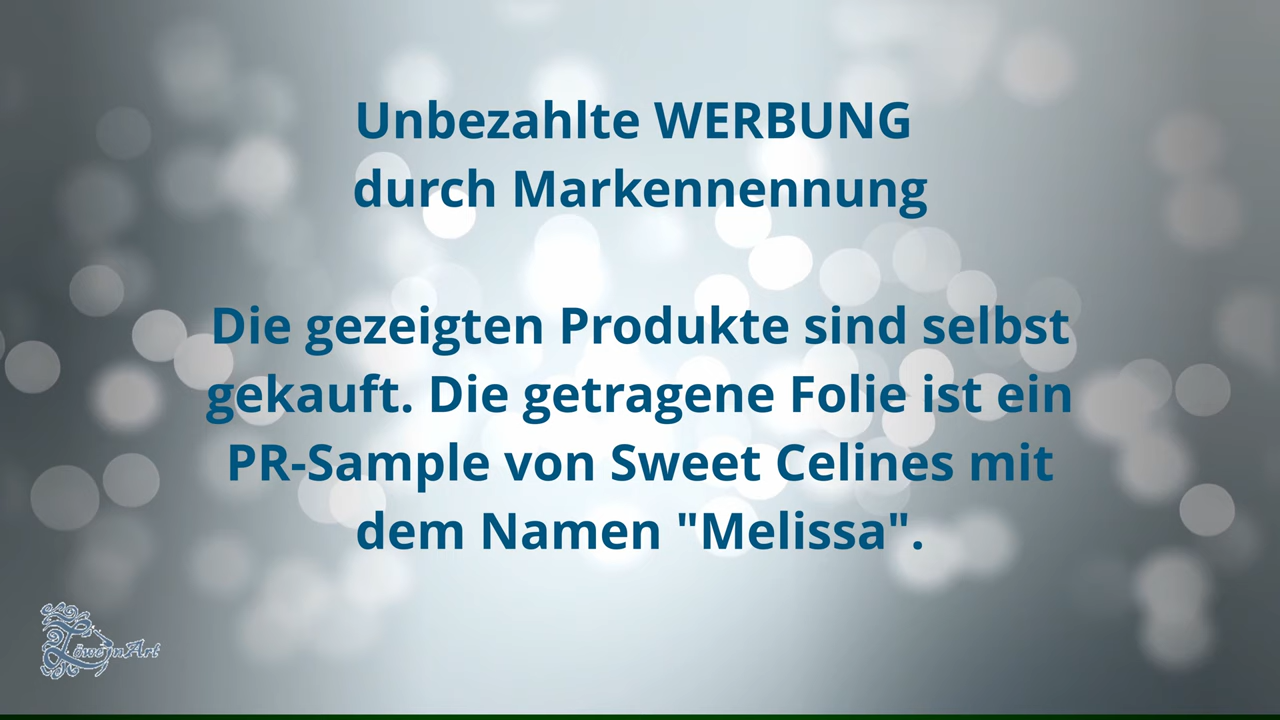 Unbezahlte WERBUNG
durch Markennennung
Die gezeigten Produkte sind selbst
gekauft. Die getragene Folie ist ein
PR-Sample von Sweet Celines mit
dem Namen "Melissa".
LöweinArt